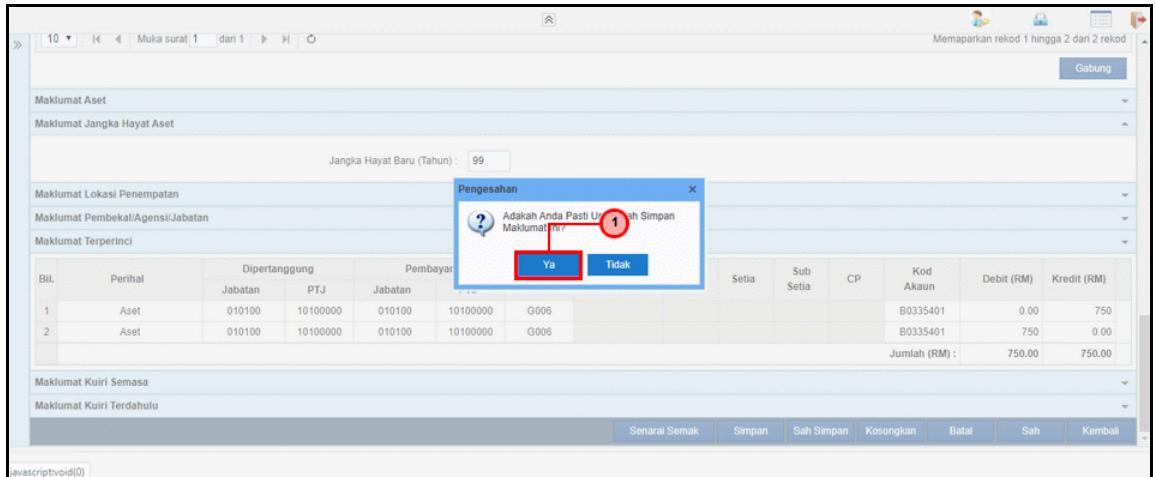 10 Muka surat 1 dari 1 Memaparkan rekod 1 hingga 2 dari 2 rekod
Gabung
Maklumat Aset
Maklumat Jangka Hayat Aset
Jangka Hayat Baru (Tahun) : 99
Maklumat Lokasi Penempatan
Pengesahan x
Adakah Anda Pasti ah Simpan
Maklumat Ini?
1
Ya Tidak
Maklumat Pembekal/Agensi/Jabatan
Maklumat Terperinci
Bil. Perihal Dipertanggung Setia Sub Setia CP Kod Akaun Debit (RM) Kredit (RM)
Jabatan PTJ Jabatan
1 Aset 010100 10100000 010100 10100000 G006 B0335401 0.00 750
2 Aset 010100 10100000 010100 10100000 G006 B0335401 750 0.00
Jumlah (RM) : 750.00 750.00
Maklumat Kuiri Semasa
Maklumat Kuiri Terdahulu
Senarai Semak Simpan Sah Simpan Kosongkan Batal Sah Kembali
javascript:void(0)